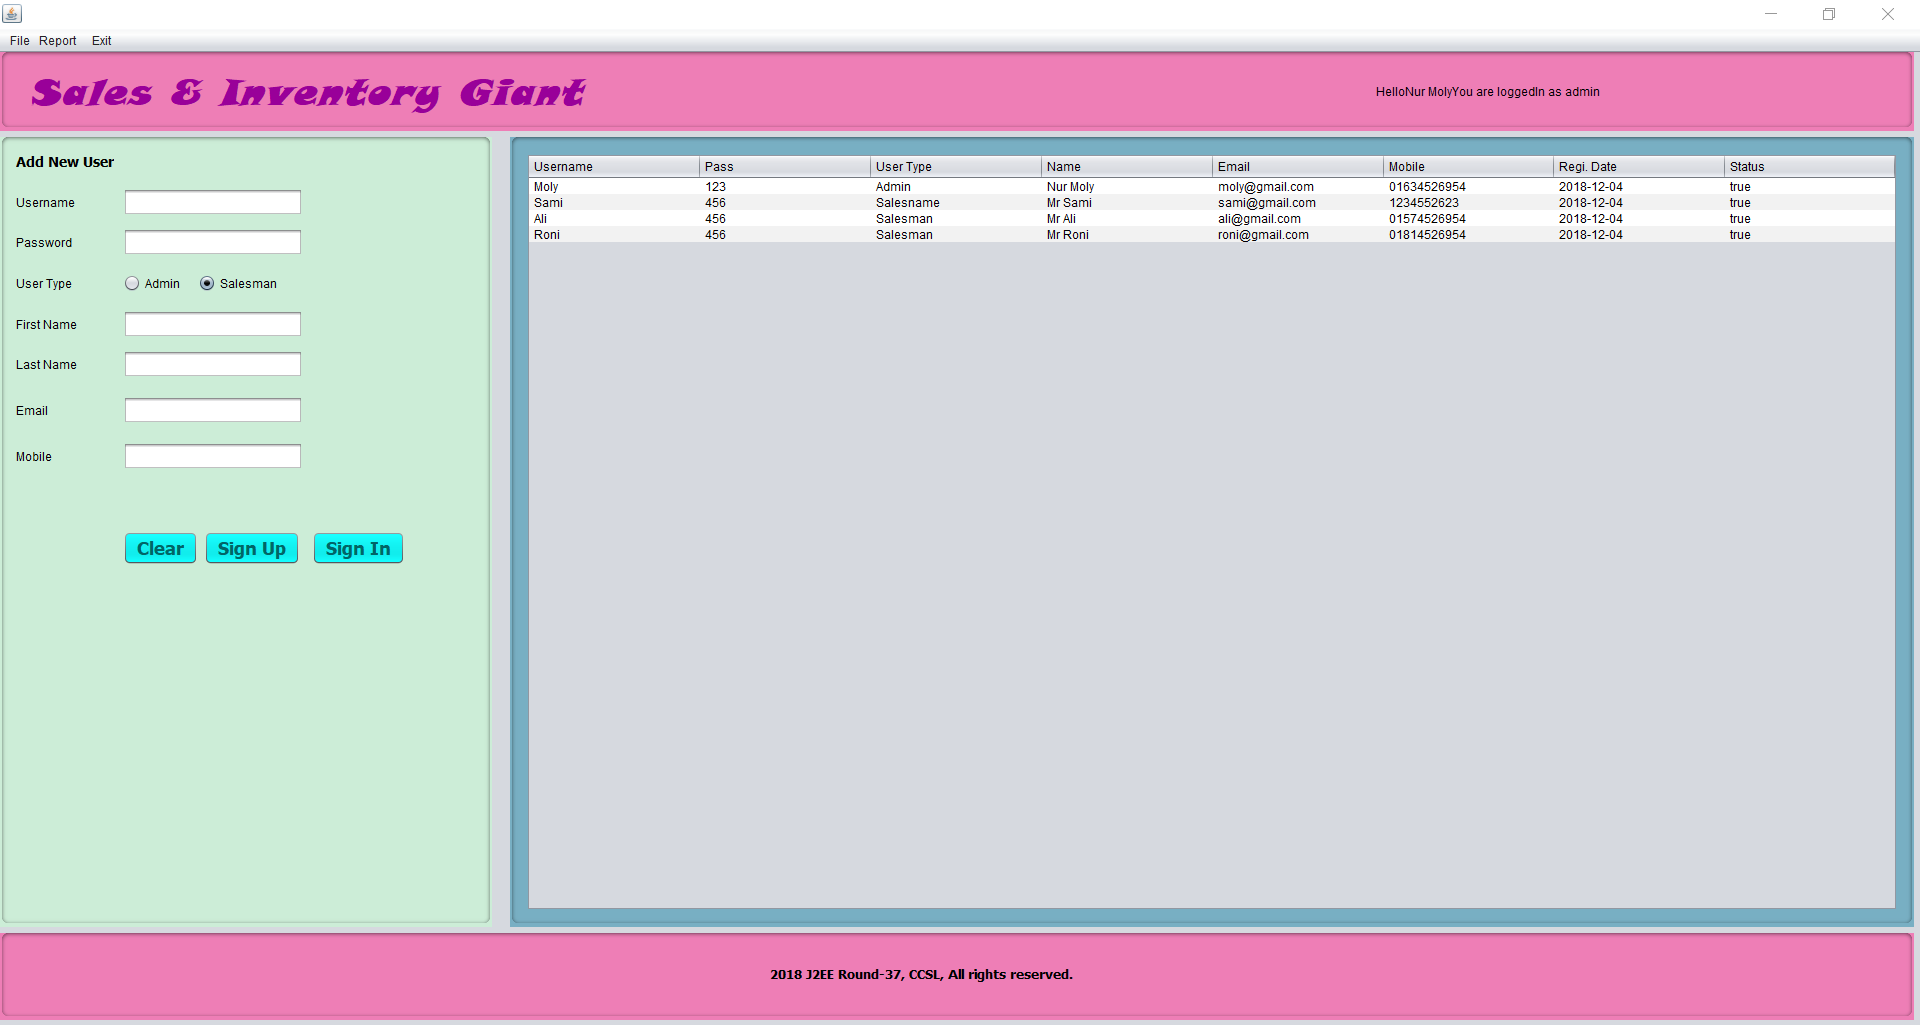 File Report Exit
Sales & Inventory Giant
HelloNur MolyYou are loggedIn as admin
Add New User
Username
Password
User Type Admin Salesman
First Name
Last Name
Email
Mobile
Clear Sign Up Sign In
Username Pass User Type Name Email Mobile Regi. Date Status
Moly 123 Admin Nur Moly moly@gmail.com 01634526954 2018-12-04 true
Sami 456 Salesname Mr Sami sami@gmail.com 1234552623 2018-12-04 true
Ali 456 Salesman Mr Ali ali@gmail.com 01574526954 2018-12-04 true
Roni 456 Salesman Mr Roni roni@gmail.com 01814526954 2018-12-04 true
2018 J2EE Round-37, CCSL, All rights reserved.